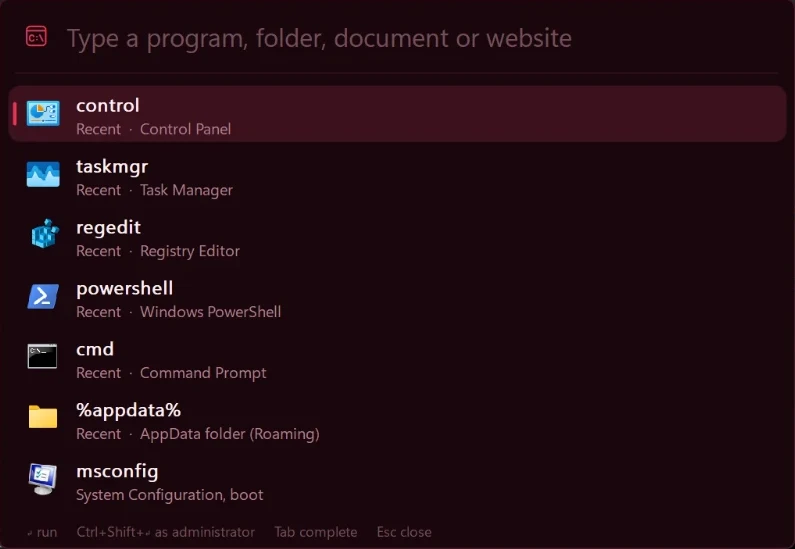 C:\
Type a program, folder, document or website
control
Recent · Control Panel
taskmgr
Recent · Task Manager
regedit
Recent · Registry Editor
powershell
Recent · Windows PowerShell
C:\_
cmd
Recent · Command Prompt
%appdata%
Recent · AppData folder (Roaming)
msconfig
System Configuration, boot
↵ run Ctrl+Shift+↵ as administrator Tab complete Esc close